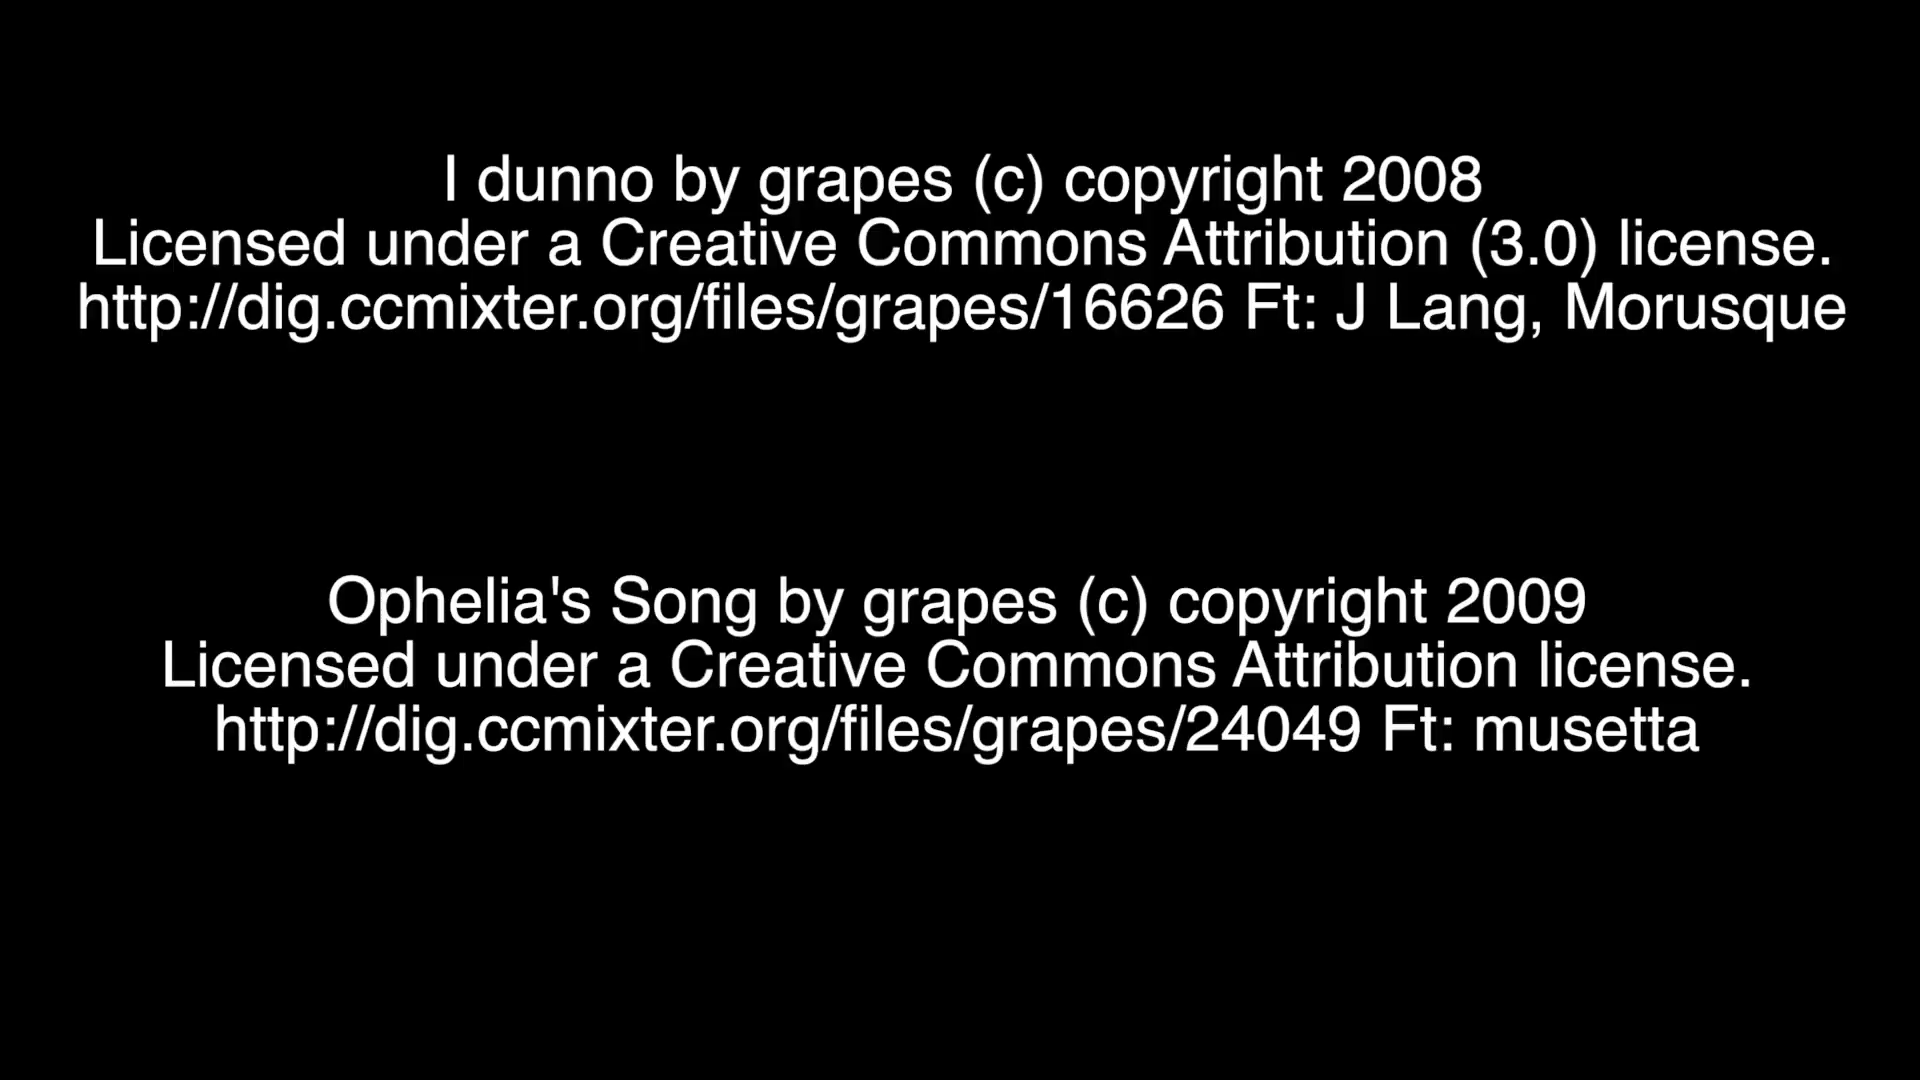 I dunno by grapes (c) copyright 2008
Licensed under a Creative Commons Attribution (3.0) license.
http://dig.ccmixter.org/files/grapes/16626 Ft: J Lang, Morusque
Ophelia's Song by grapes (c) copyright 2009
Licensed under a Creative Commons Attribution license.
http://dig.ccmixter.org/files/grapes/24049 Ft: musetta